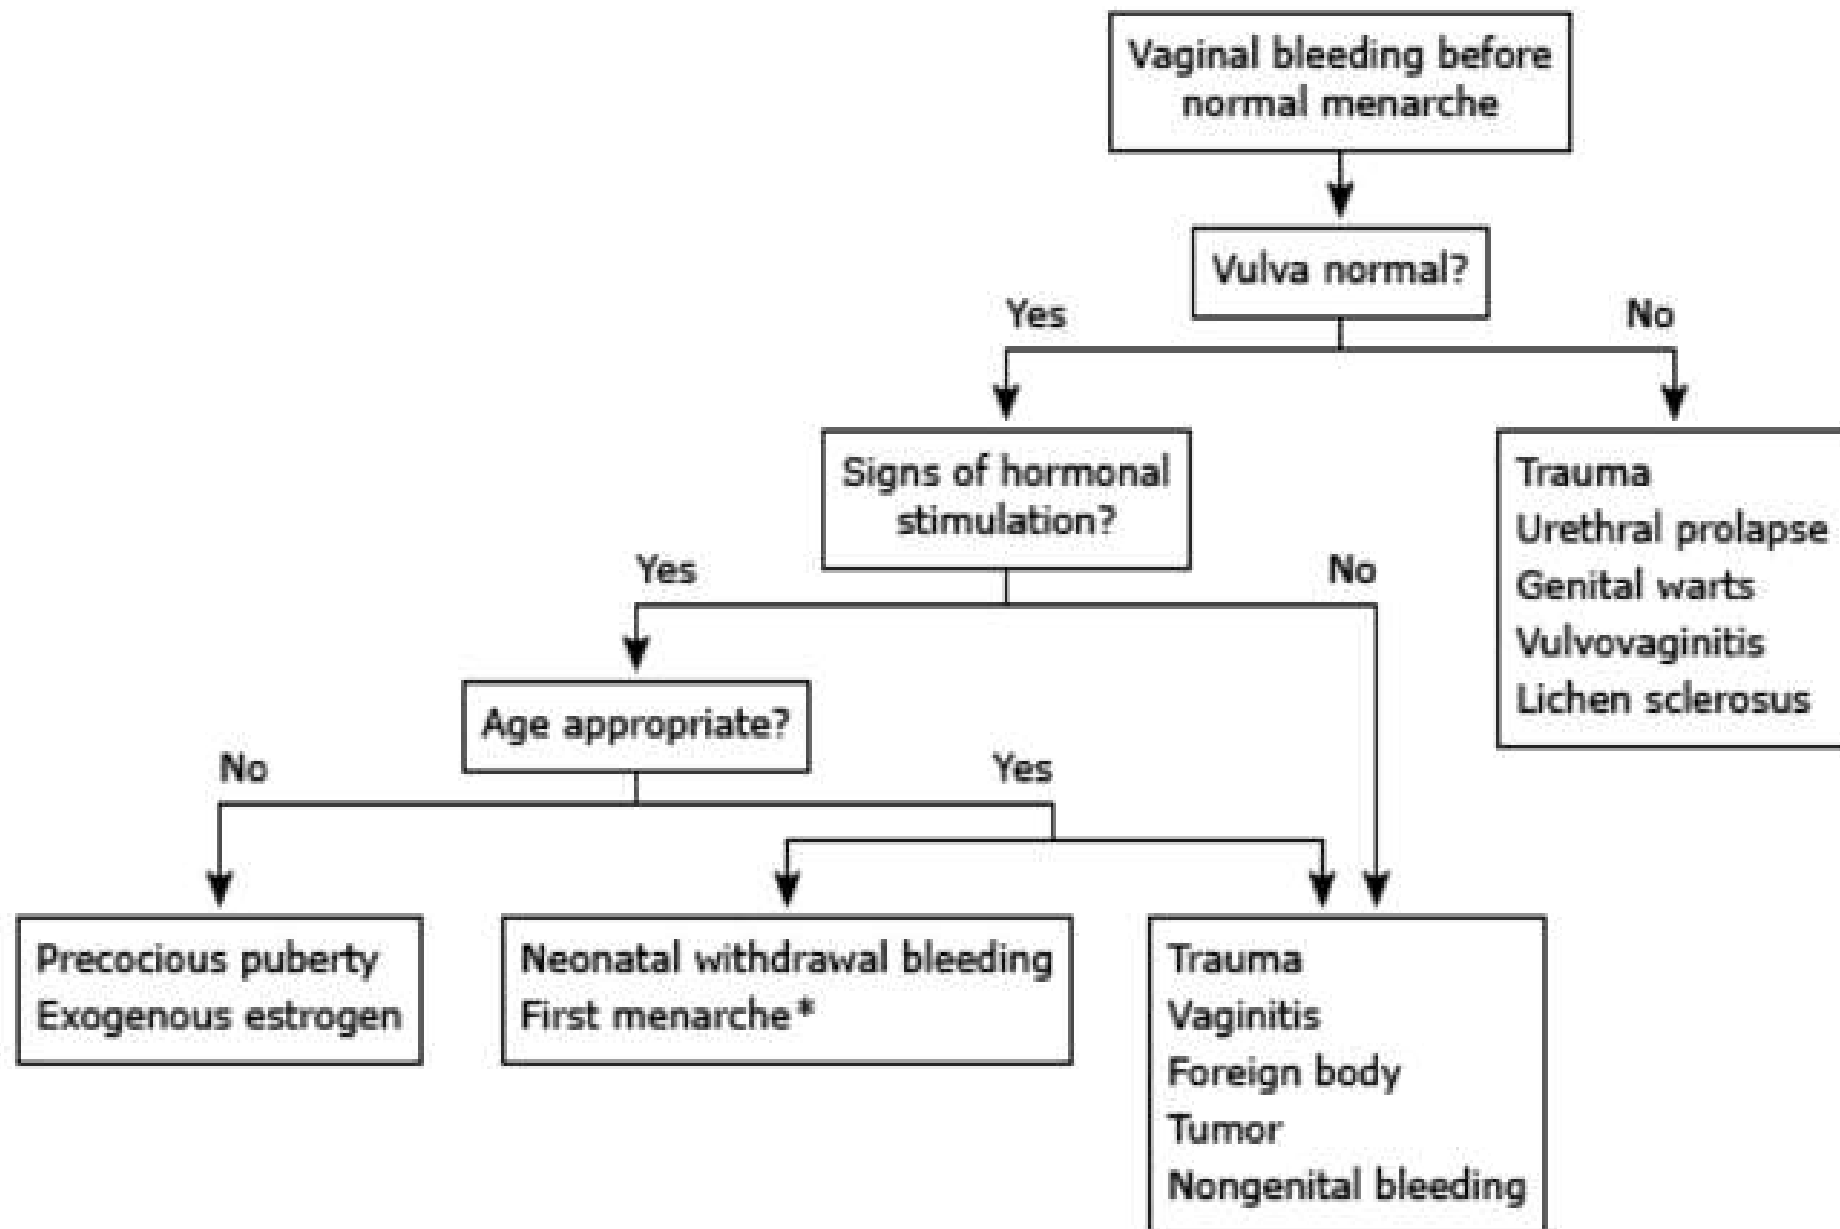 Vaginal bleeding before
normal menarche
Vulva normal?
Yes
No
Signs of hormonal
stimulation?
Trauma
Urethral prolapse
Genital warts
Vulvovaginitis
Lichen sclerosus
Yes
No
Age appropriate?
No
Yes
Precocious puberty
Exogenous estrogen
Neonatal withdrawal bleeding
First menarche*
Trauma
Vaginitis
Foreign body
Tumor
Nongenital bleeding